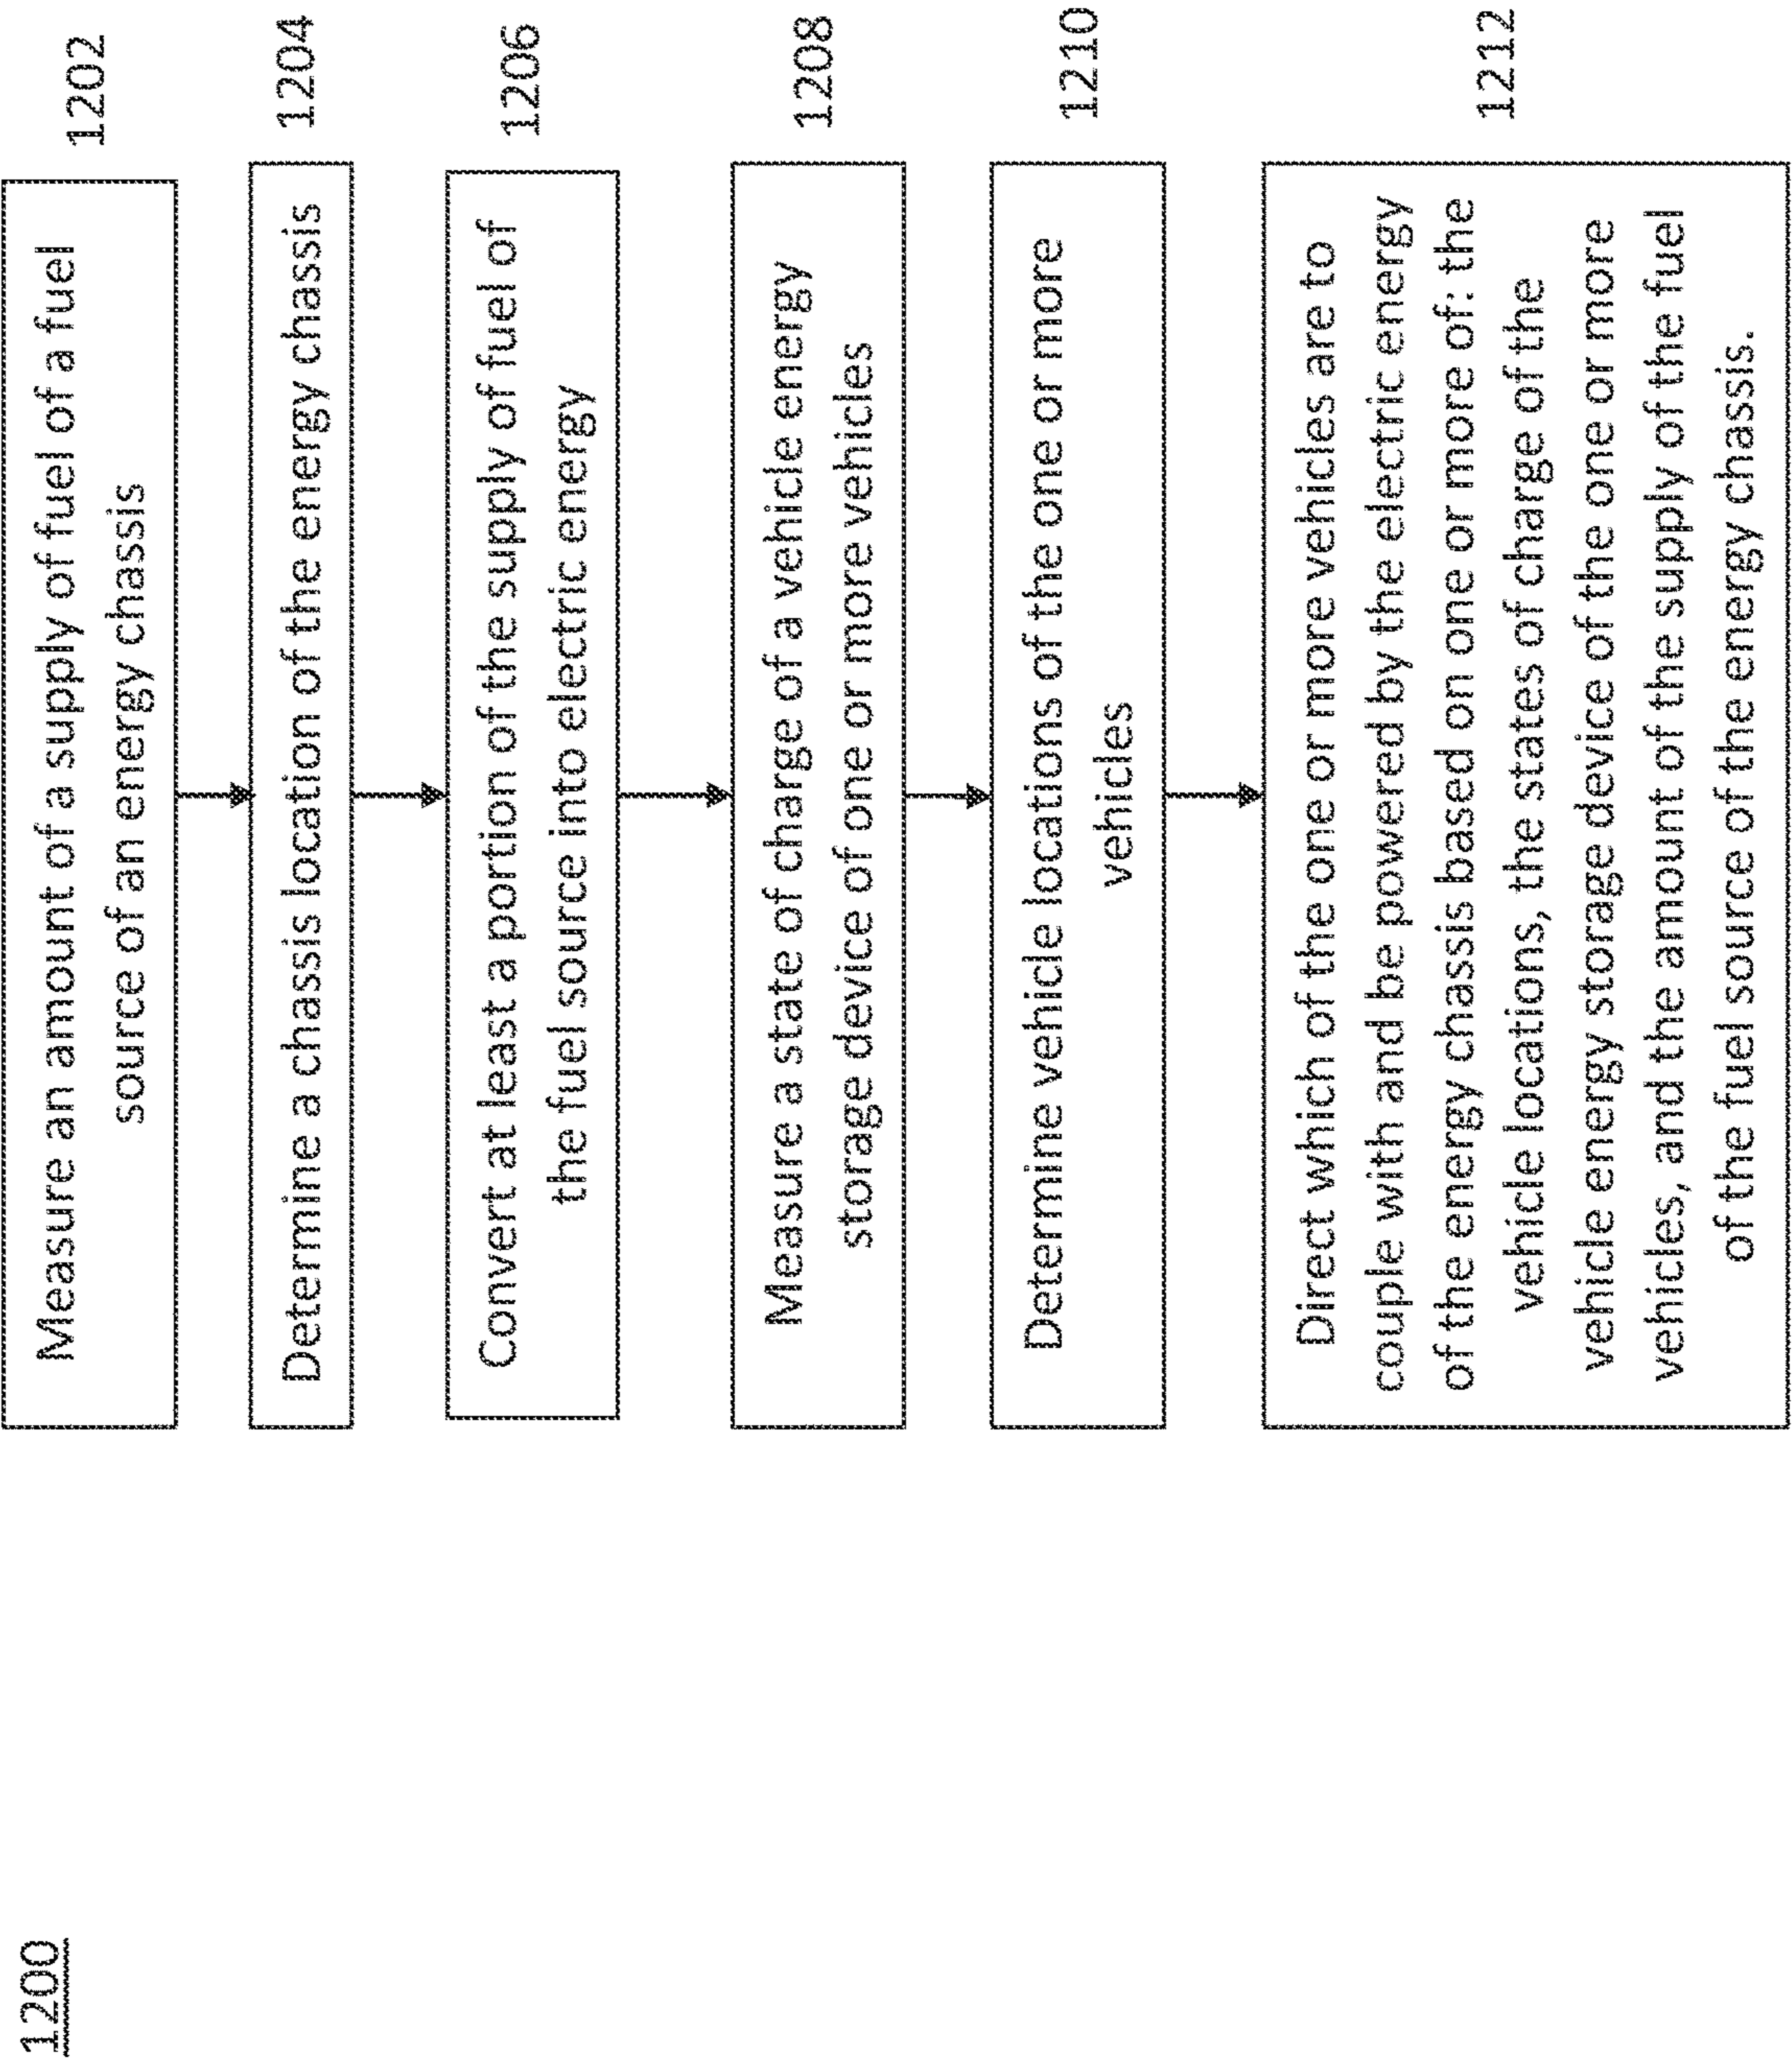 1200
Measure an amount of a supply of fuel of a fuel
source of an energy chassis
1202
Determine a chassis location of the energy chassis
1204
Convert at least a portion of the supply of fuel of
the fuel source into electric energy
1206
Measure a state of charge of a vehicle energy
storage device of one or more vehicles
1208
Determine vehicle locations of the one or more
vehicles
1210
Direct which of the one or more vehicles are to
couple with and be powered by the electric energy
of the energy chassis based on one or more of: the
vehicle locations, the states of charge of the
vehicle energy storage device of the one or more
vehicles, and the amount of the supply of the fuel
of the fuel source of the energy chassis.
1212